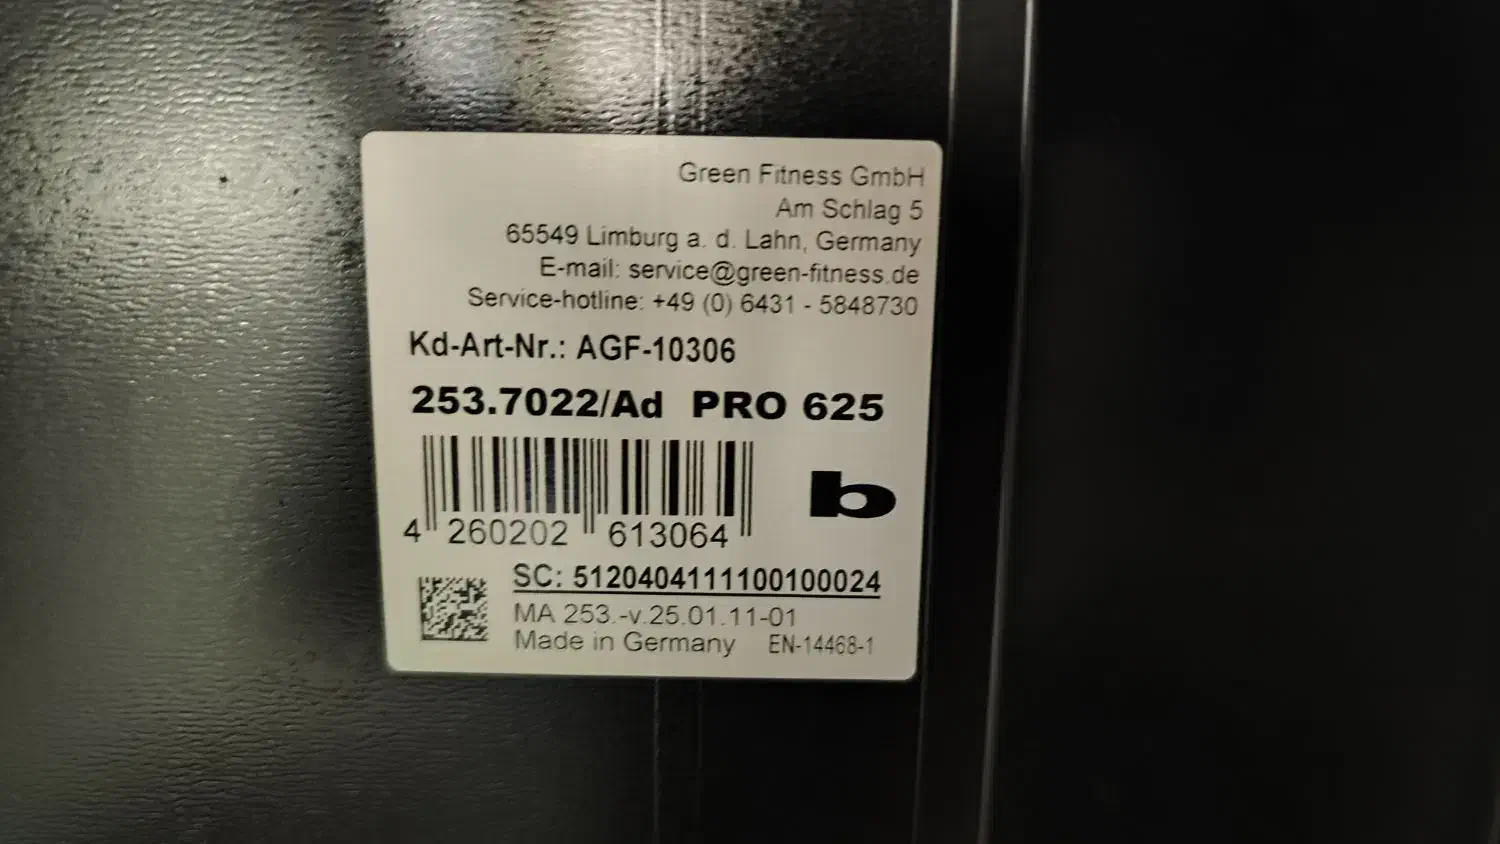 Green Fitness GmbH
Am Schlag 5
65549 Limburg a. d. Lahn, Germany
E-mail: service@green-fitness.de
Service-hotline: +49 (0) 6431 - 5848730
Kd-Art-Nr.: AGF-10306
253.7022/Ad PRO 625
b
4 260202 613064
SC: 5120404111100100024
MA 253.-v.25.01.11-01
Made in Germany EN-14468-1